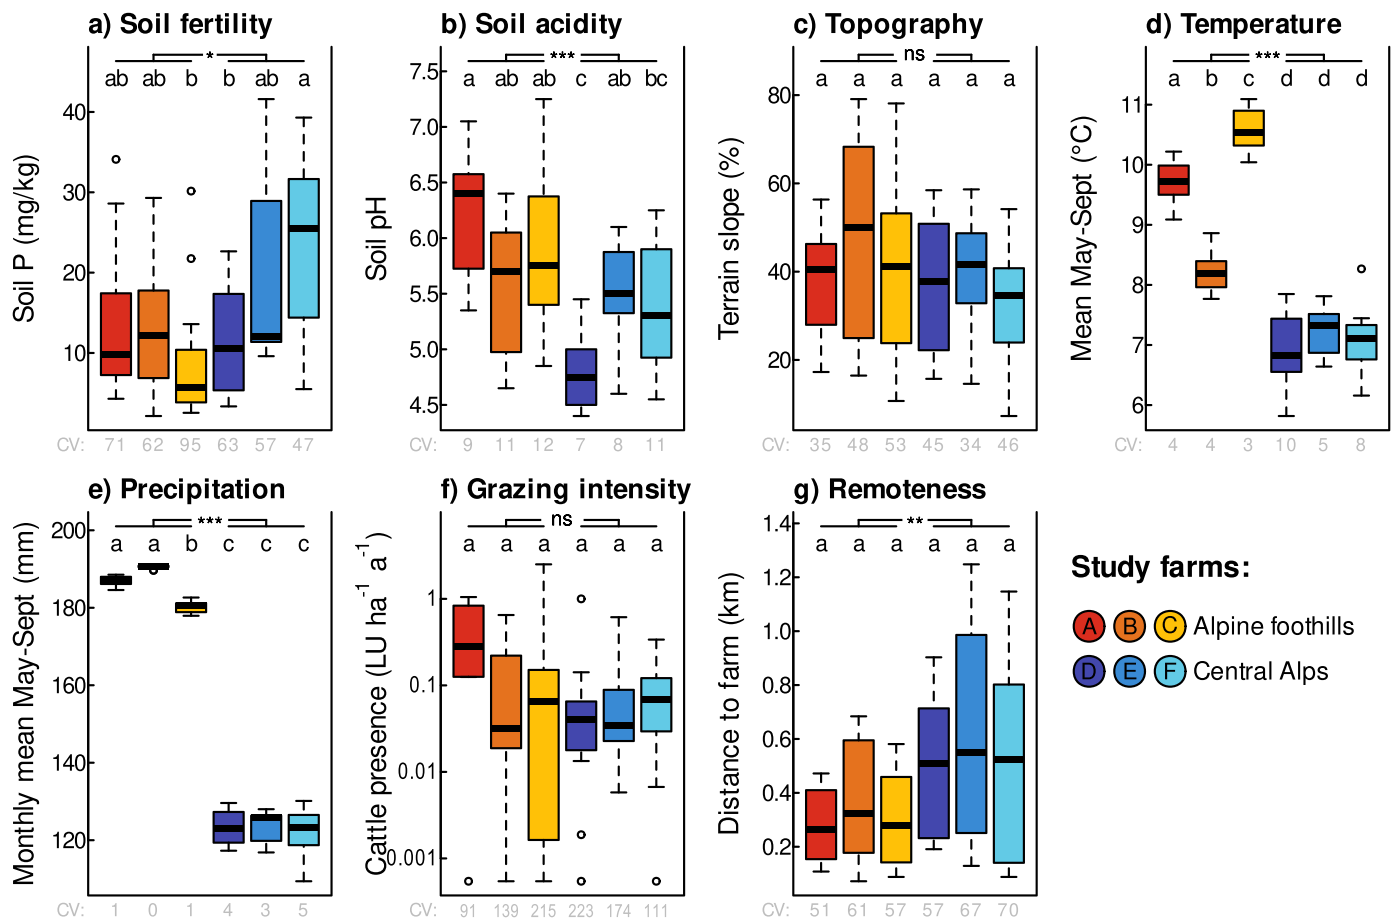 a) Soil fertility
*
ab ab b b ab a
40
30
20
10
Soil P (mg/kg)
CV: 71 62 95 63 57 47
b) Soil acidity
***
a ab ab c ab bc
7.5
7.0
6.5
6.0
5.5
5.0
4.5
Soil pH
CV: 9 11 12 7 8 11
c) Topography
ns
a a a a a a
80
60
40
20
Terrain slope (%)
CV: 35 48 53 45 34 46
d) Temperature
***
a b c d d d
11
10
9
8
7
6
Mean May-Sept (°C)
CV: 4 4 3 10 5 8
e) Precipitation
***
a a b c c c
200
180
160
140
120
Monthly mean May-Sept (mm)
CV: 1 0 1 4 3 5
f) Grazing intensity
ns
a a a a a a
1
0.1
0.01
0.001
Cattle presence (LU ha⁻¹ a⁻¹)
CV: 91 139 215 223 174 111
g) Remoteness
**
a a a a a a
1.4
1.2
1.0
0.8
0.6
0.4
0.2
Distance to farm (km)
CV: 51 61 57 57 67 70
Study farms:
A B C Alpine foothills
D E F Central Alps